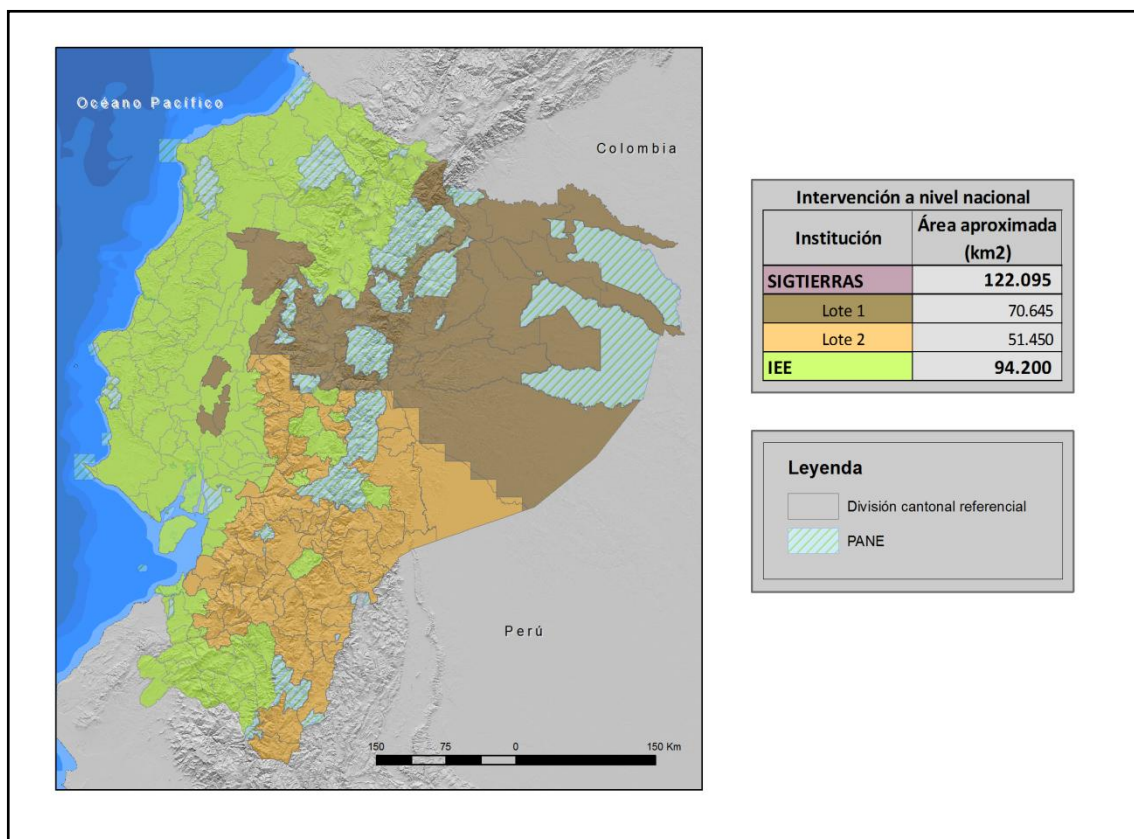 Océano Pacífico
Colombia
Perú
150 75 0 150 Km
Intervención a nivel nacional
Institución Área aproximada (km2)
SIGTIERRAS 122.095
Lote 1 70.645
Lote 2 51.450
IEE 94.200
Leyenda
División cantonal referencial
PANE